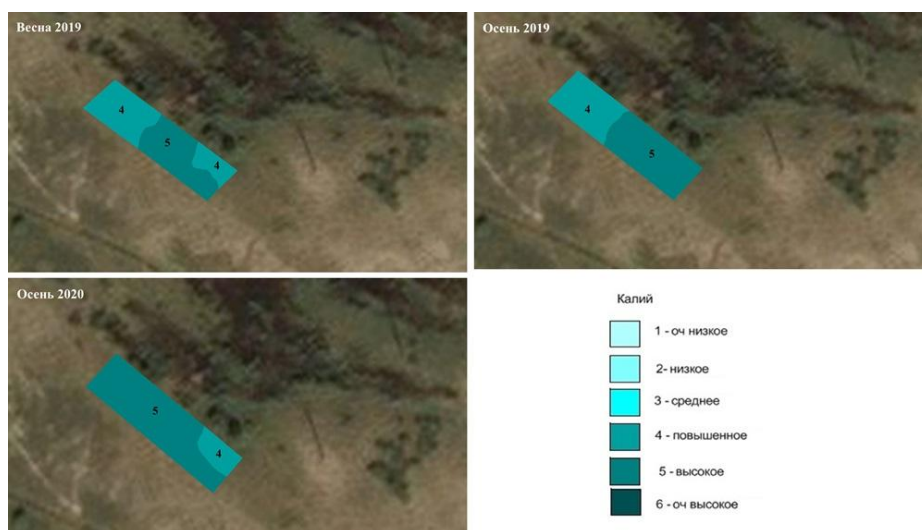 Весна 2019
4
5
4
Осень 2019
4
5
Осень 2020
5
4
Калий
1 - оч низкое
2- низкое
3 - среднее
4 - повышенное
5 - высокое
6 - оч высокое